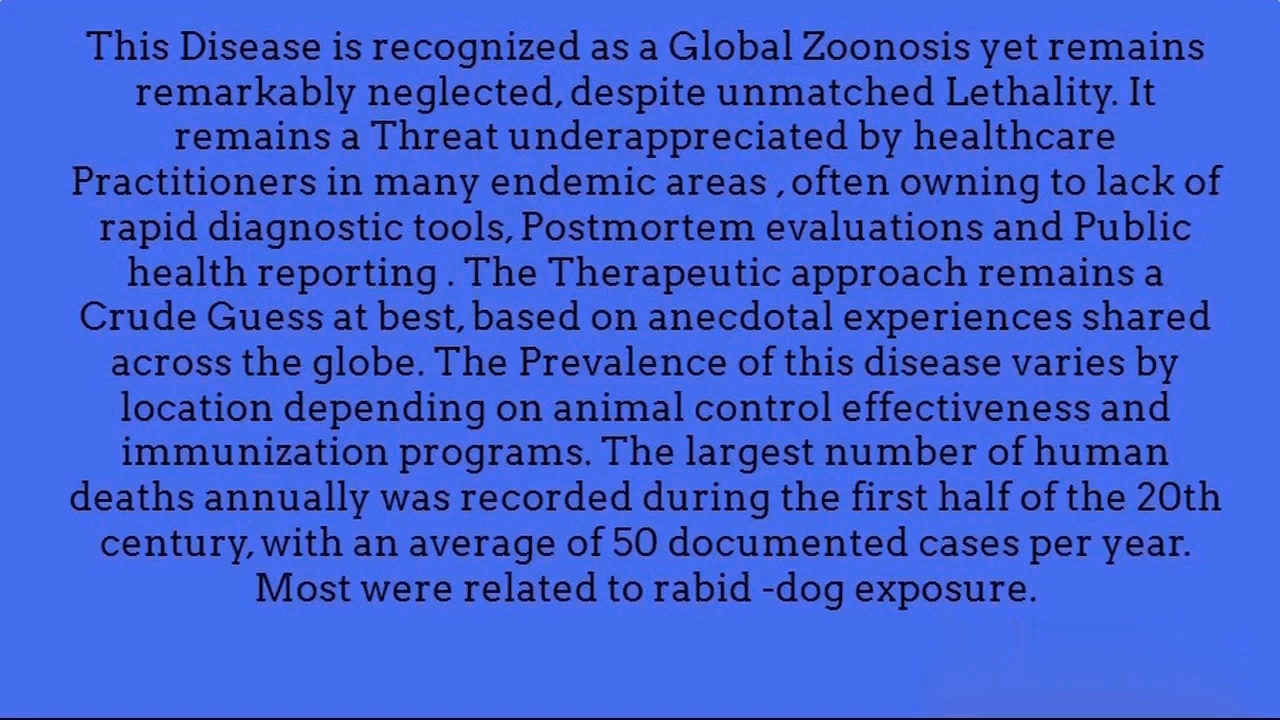 This Disease is recognized as a Global Zoonosis yet remains
remarkably neglected, despite unmatched Lethality. It
remains a Threat underappreciated by healthcare
Practitioners in many endemic areas , often owning to lack of
rapid diagnostic tools, Postmortem evaluations and Public
health reporting . The Therapeutic approach remains a
Crude Guess at best, based on anecdotal experiences shared
across the globe. The Prevalence of this disease varies by
location depending on animal control effectiveness and
immunization programs. The largest number of human
deaths annually was recorded during the first half of the 20th
century, with an average of 50 documented cases per year.
Most were related to rabid -dog exposure.